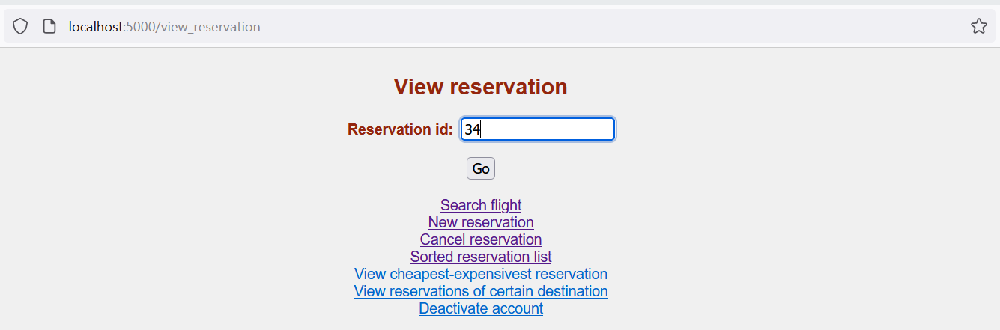 localhost:5000/view_reservation
View reservation
Reservation id: 34
Go
Search flight
New reservation
Cancel reservation
Sorted reservation list
View cheapest-expensivest reservation
View reservations of certain destination
Deactivate account